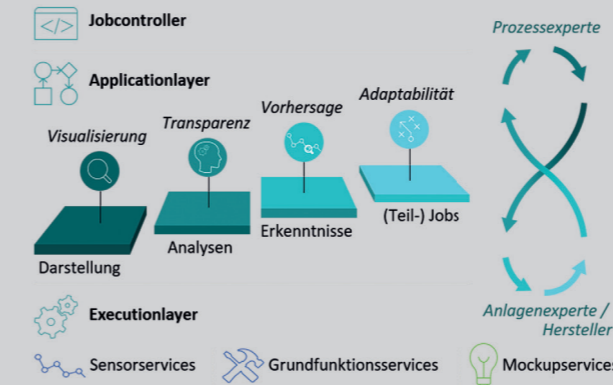 Jobcontroller
Prozessexperte
Applicationlayer
Visualisierung
Transparenz
Vorhersage
Adaptabilität
Darstellung
Analysen
Erkenntnisse
(Teil-) Jobs
Executionlayer
Anlagenexperte /
Hersteller
Sensorservices
Grundfunktionsservices
Mockupservices